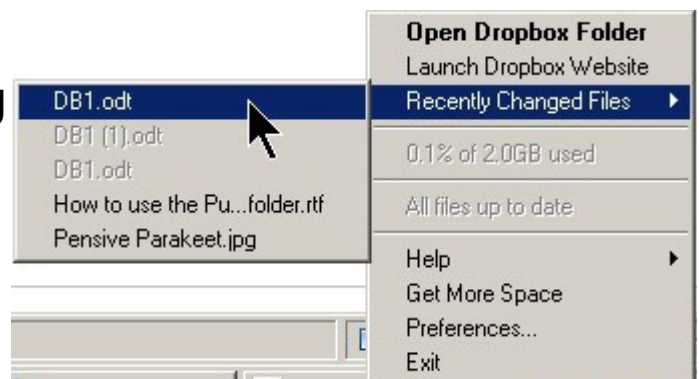 Open Dropbox Folder
Launch Dropbox Website
Recently Changed Files
DB1.odt
DB1 (1).odt
DB1.odt
How to use the Pu...folder.rtf
Pensive Parakeet.jpg
0.1% of 2.0GB used
All files up to date
Help
Get More Space
Preferences...
Exit